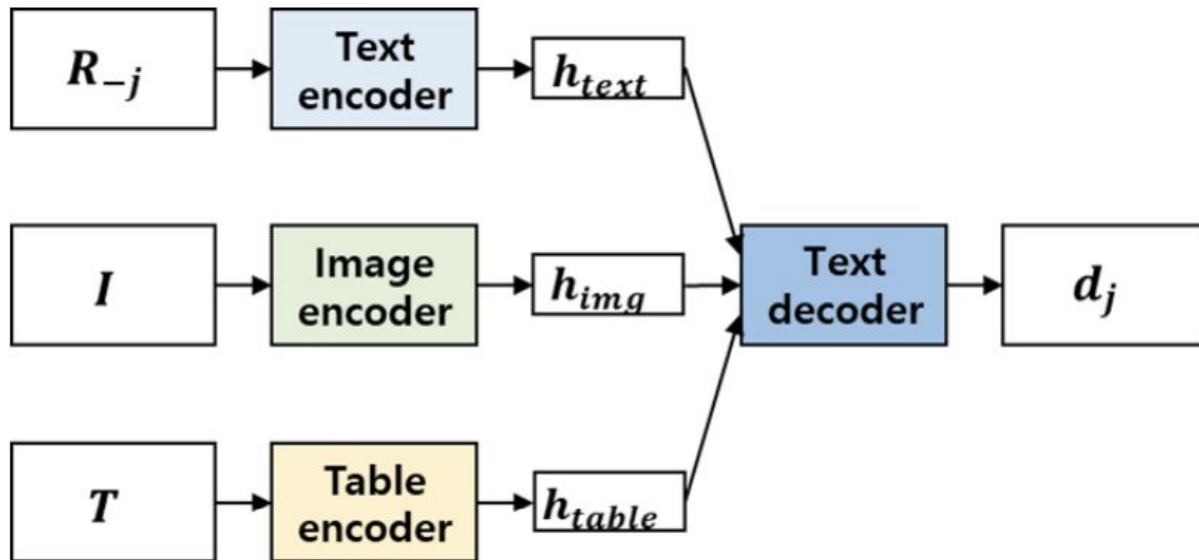 R_{-j}
Text
encoder
h_{text}
I
Image
encoder
h_{img}
Text
decoder
d_j
T
Table
encoder
h_{table}